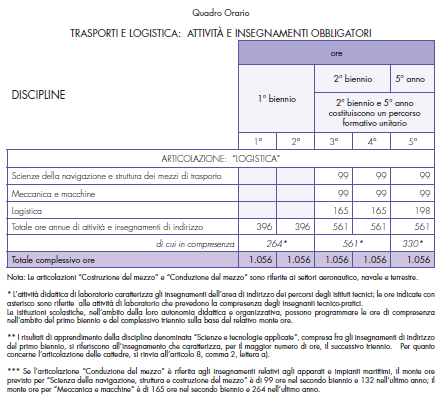 Quadro Orario
TRASPORTI E LOGISTICA: ATTIVITÀ E INSEGNAMENTI OBBLIGATORI
ore
DISCIPLINE
1° biennio
2° biennio
5° anno
2° biennio e 5° anno
costituiscono un percorso
formativo unitario
1ª 2ª 3ª 4ª 5ª
ARTICOLAZIONE: "LOGISTICA"
Scienze della navigazione e struttura dei mezzi di trasporto 99 99 99
Meccanica e macchine 99 99 99
Logistica 165 165 198
Totale ore annue di attività e insegnamenti di indirizzo 396 396 561 561 561
di cui in compresenza 264* 561* 330*
Totale complessivo ore 1.056 1.056 1.056 1.056 1.056
Nota: Le articolazioni "Costruzione del mezzo" e "Conduzione del mezzo" sono riferite ai settori aeronautico, navale e terrestre.
* L'attività didattica di laboratorio caratterizza gli insegnamenti dell'area di indirizzo dei percorsi degli istituti tecnici; le ore indicate con
asterisco sono riferite alle attività di laboratorio che prevedono la compresenza degli insegnanti tecnico-pratici.
Le istituzioni scolastiche, nell'ambito della loro autonomia didattica e organizzativa, possono programmare le ore di compresenza
nell'ambito del primo biennio e del complessivo triennio sulla base del relativo monte ore.
** I risultati di apprendimento della disciplina denominata "Scienze e tecnologie applicate", compresa fra gli insegnamenti di indirizzo
del primo biennio, si riferiscono all'insegnamento che caratterizza, per il maggior numero di ore, il successivo triennio. Per quanto
concerne l'articolazione delle cattedre, si rinvia all'articolo 8, comma 2, lettera a).
*** Se l'articolazione "Conduzione del mezzo" è riferita agli insegnamenti relativi agli apparati e impianti marittimi, il monte ore
previsto per "Scienza della navigazione, struttura e costruzione del mezzo" è di 99 ore nel secondo biennio e 132 nell'ultimo anno; il
monte ore per "Meccanica e macchine" è di 165 ore nel secondo biennio e 264 nell'ultimo anno.